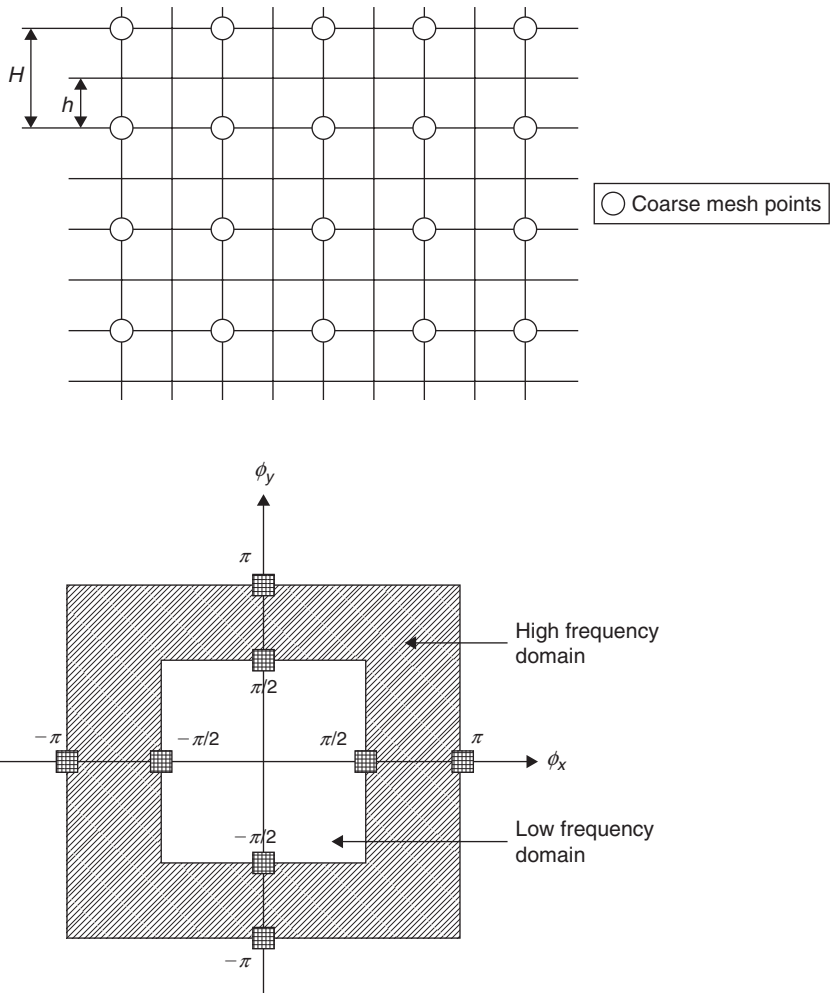 H
h
Coarse mesh points
ϕy
π
High frequency
domain
π/2
−π
−π/2
π/2
π
ϕx
−π/2
Low frequency
domain
−π